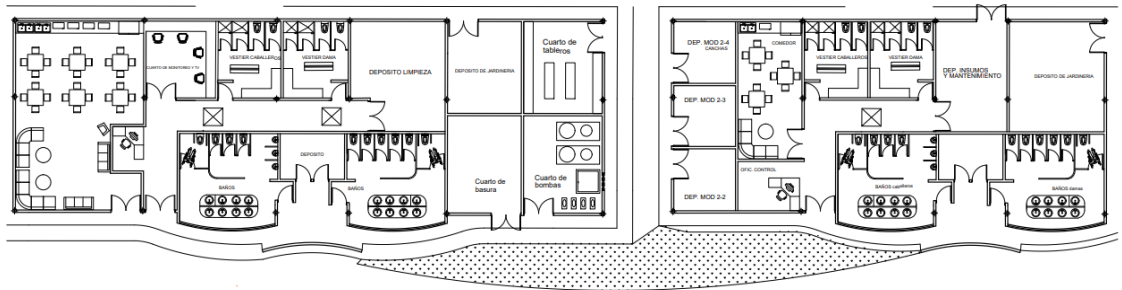 CUARTO DE MONITOREO Y TV
VESTIER CABALLEROS
VESTIER DAMA
DEPOSITO LIMPIEZA
DEPOSITO DE JARDINERIA
Cuarto de
tableros
BAÑOS
DEPOSITO
BAÑOS
Cuarto de
basura
Cuarto de
bombas
DEP. MOD 2-4
CANCHAS
COMEDOR
VESTIER CABALLEROS
VESTIER DAMA
DEP. INSUMOS
Y MANTENIMIENTO
DEPOSITO DE JARDINERIA
DEP. MOD 2-3
DEP. MOD 2-2
OFIC. CONTROL
BAÑOS caballeros
BAÑOS damas